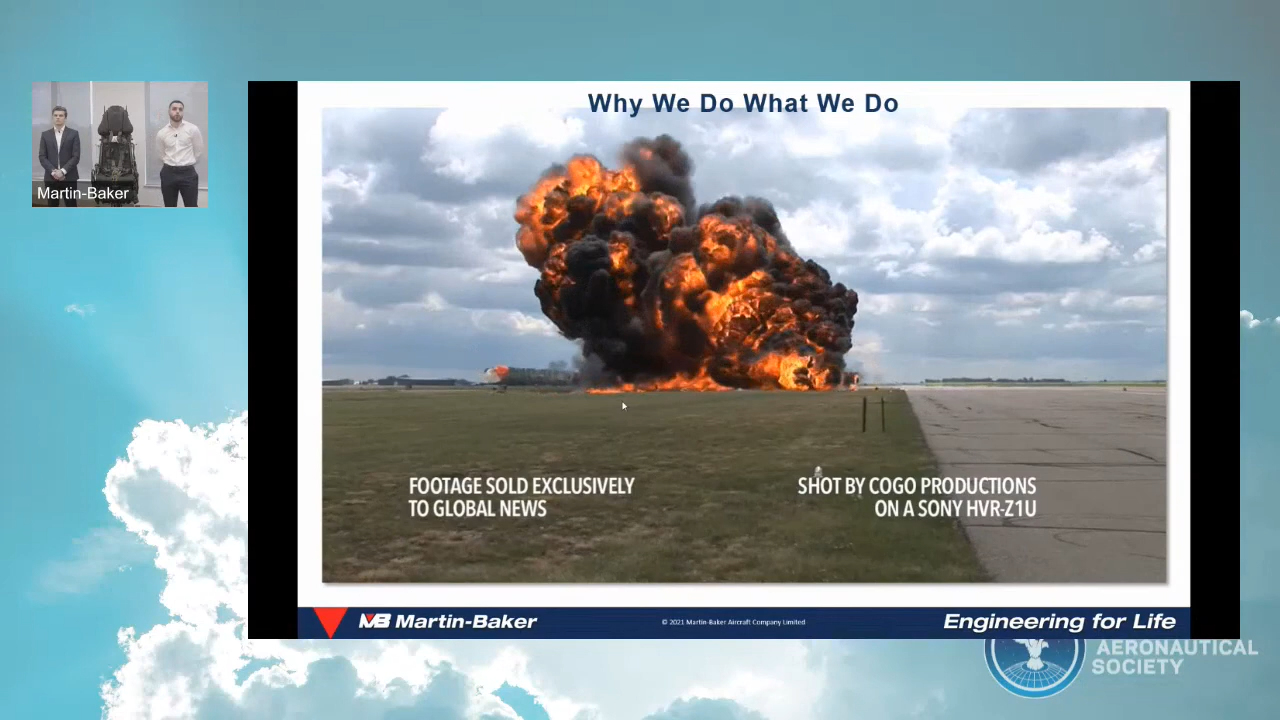 Why We Do What We Do
Martin-Baker
FOOTAGE SOLD EXCLUSIVELY
TO GLOBAL NEWS
SHOT BY COGO PRODUCTIONS
ON A SONY HVR-Z1U
MB Martin-Baker
© 2021 Martin-Baker Aircraft Company Limited
Engineering for Life
AERONAUTICAL
SOCIETY